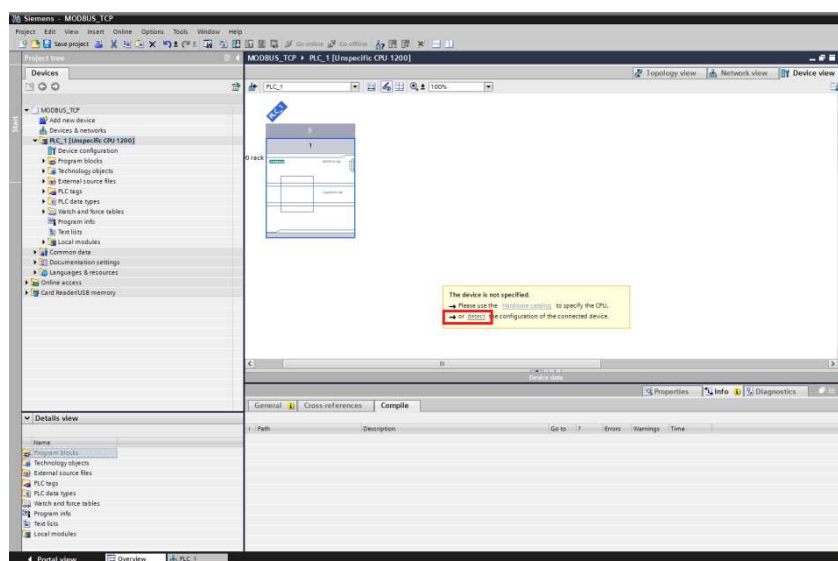 Siemens - MODBUS_TCP
Project Edit View Insert Online Options Tools Window Help
Save project Go online Go offline
Project tree
MODBUS_TCP PLC_1 [Unspecific CPU 1200]
Devices
Topology view Network view Device view
PLC_1 100%
MODBUS_TCP
Add new device
Devices & networks
PLC_1 [Unspecific CPU 1200]
Device configuration
Program blocks
Technology objects
External source files
PLC tags
PLC data types
Watch and force tables
Program info
Text lists
Local modules
Common data
Documentation settings
Languages & resources
Online access
Card Reader/USB memory
Start
PLC_1
1
0 rack
The device is not specified.
Please use the Hardware catalog to specify the CPU.
or detect the configuration of the connected device.
Device data
Properties Info Diagnostics
General Cross-references Compile
! Path Description Go to ? Errors Warnings Time
Details view
Name
Program blocks
Technology objects
External source files
PLC tags
PLC data types
Watch and force tables
Program info
Text lists
Local modules
Portal view Overview PLC_1